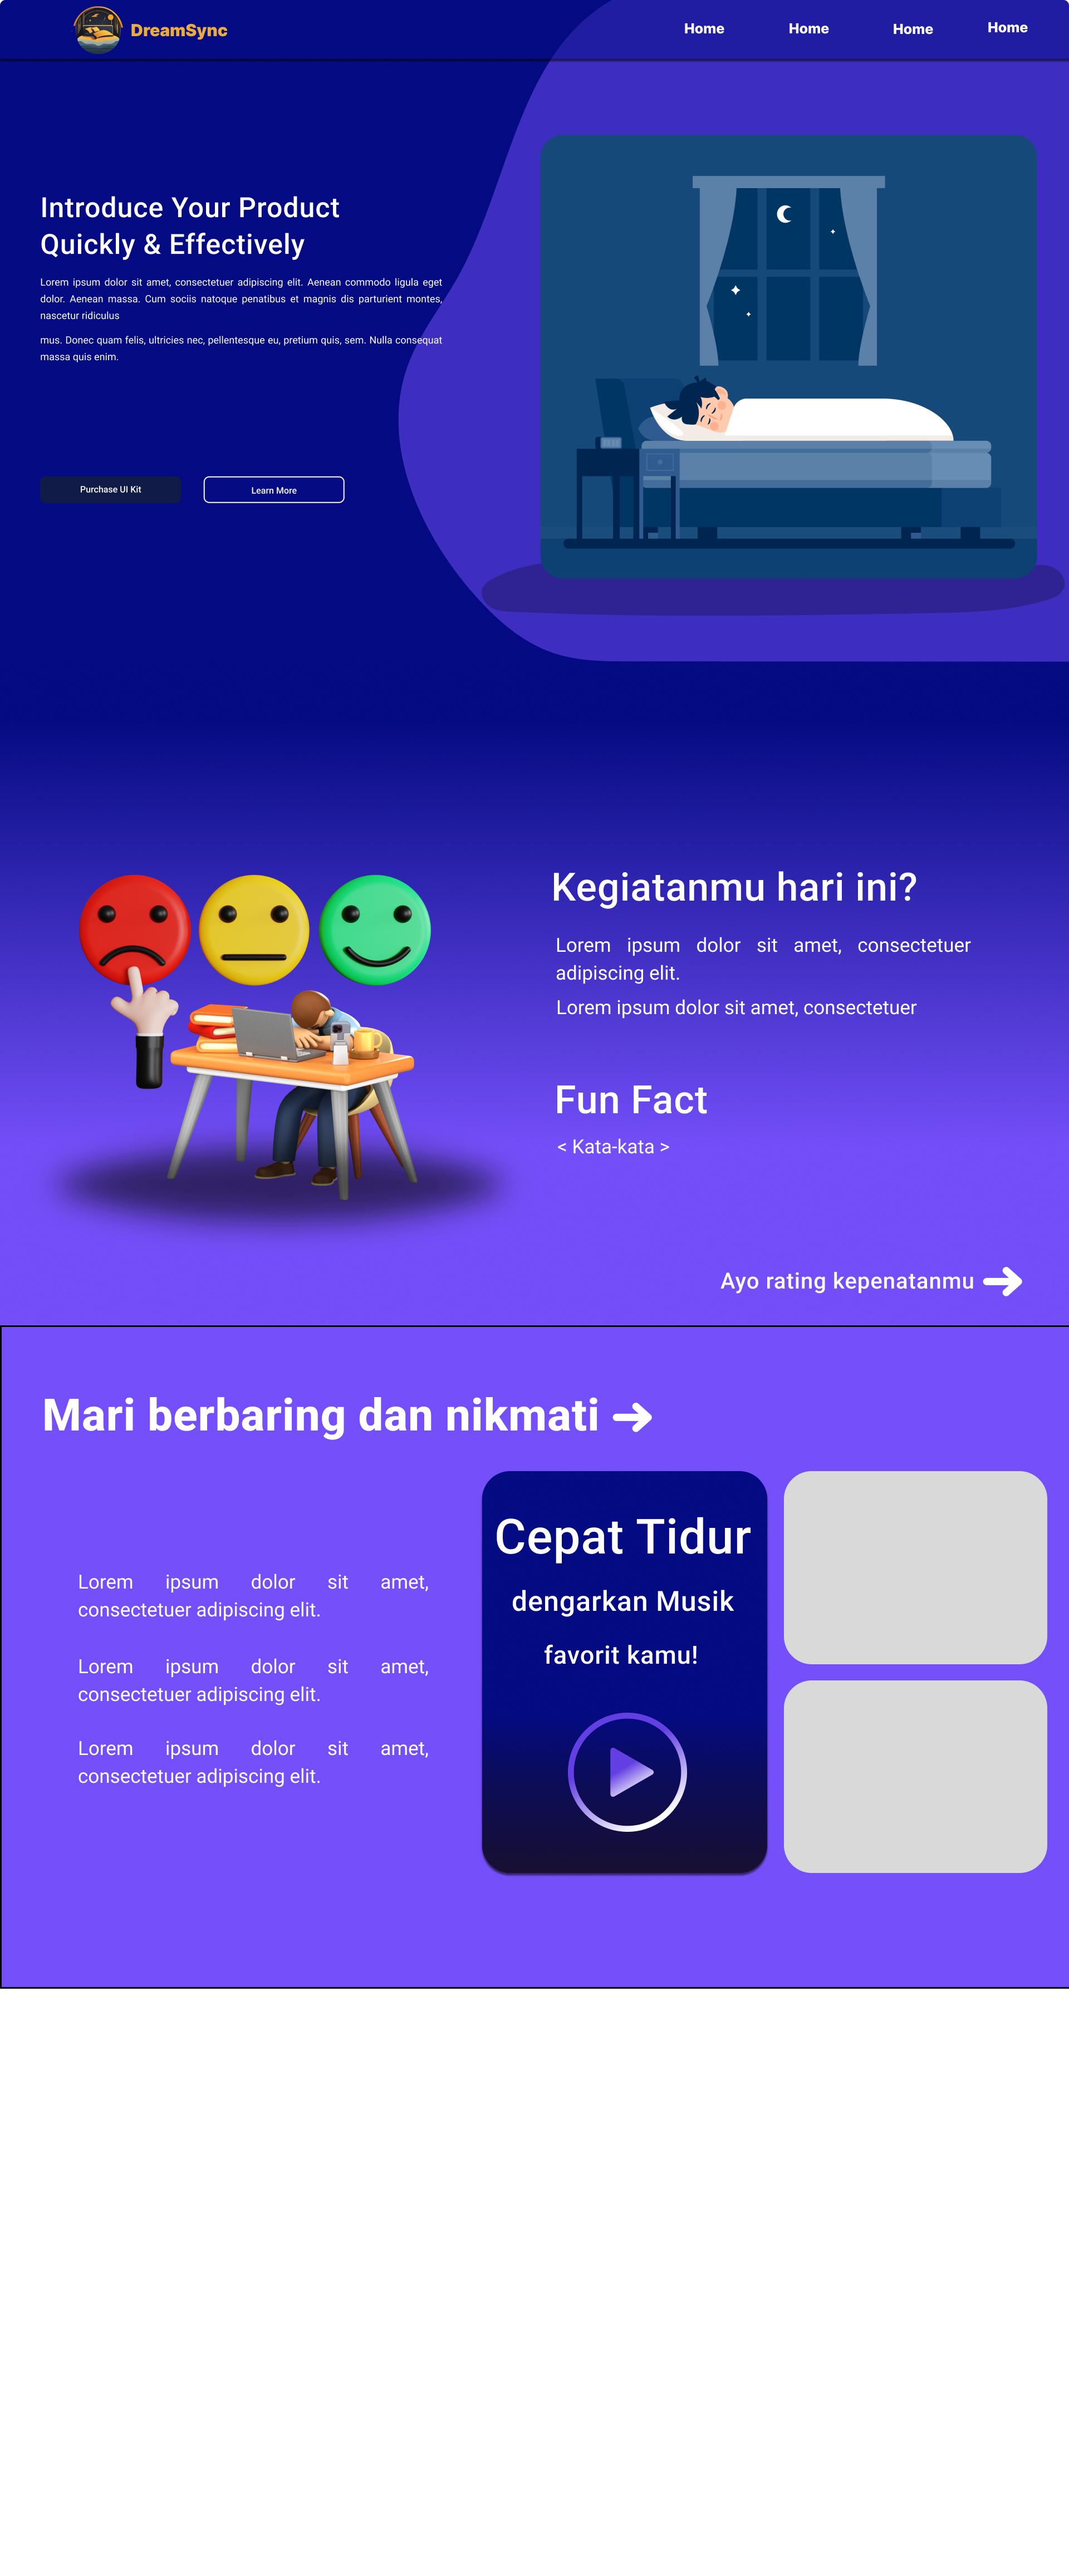 DreamSync
Home
Home
Home
Home
Introduce Your Product
Quickly & Effectively
Lorem ipsum dolor sit amet, consectetuer adipiscing elit. Aenean commodo ligula eget
dolor. Aenean massa. Cum sociis natoque penatibus et magnis dis parturient montes,
nascetur ridiculus
mus. Donec quam felis, ultricies nec, pellentesque eu, pretium quis, sem. Nulla consequat
massa quis enim.
Purchase UI Kit
Learn More
Kegiatanmu hari ini?
Lorem ipsum dolor sit amet, consectetuer
adipiscing elit.
Lorem ipsum dolor sit amet, consectetuer
Fun Fact
< Kata-kata >
Ayo rating kepenatanmu
Mari berbaring dan nikmati
Lorem ipsum dolor sit amet,
consectetuer adipiscing elit.
Lorem ipsum dolor sit amet,
consectetuer adipiscing elit.
Lorem ipsum dolor sit amet,
consectetuer adipiscing elit.
Cepat Tidur
dengarkan Musik
favorit kamu!